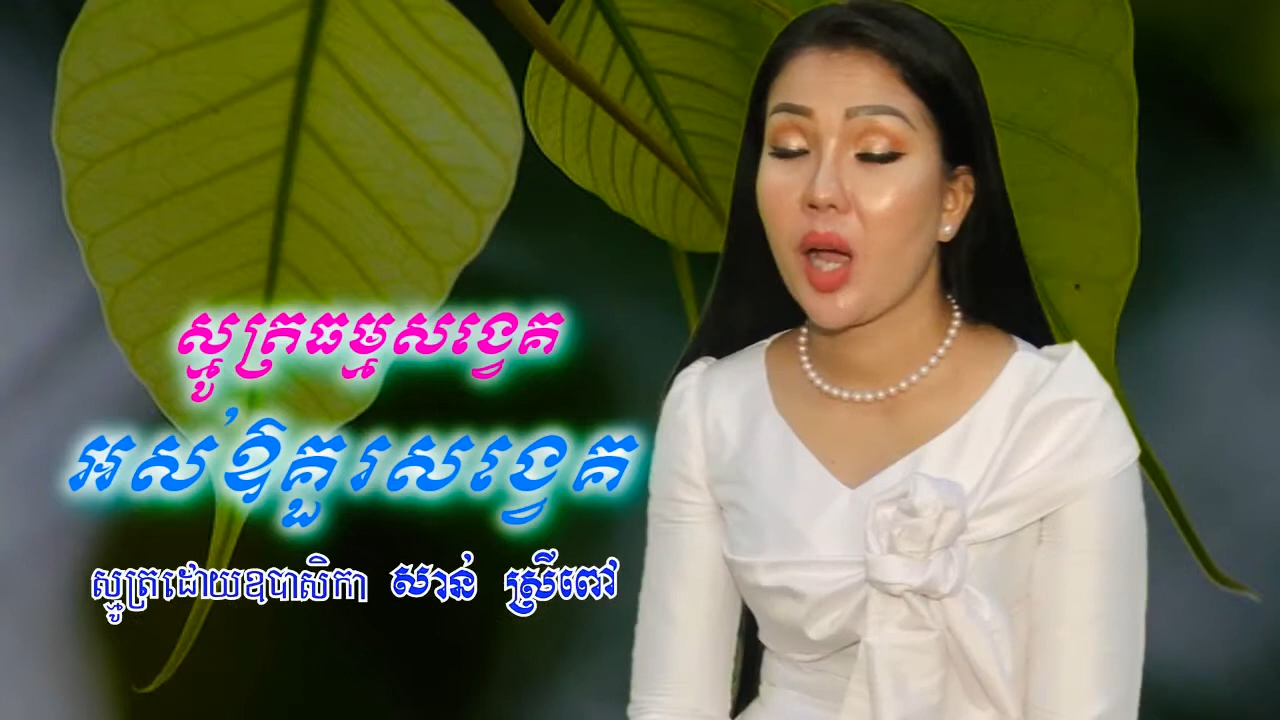 ស្មូត្រធម្មសង្វេគ
អស់ឱ៎គួរសង្វេគ
ស្មូត្រដោយឧបាសិកា សាន់ ស្រីពៅ